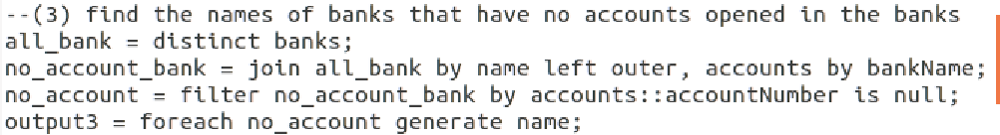 --(3) find the names of banks that have no accounts opened in the banks
all_bank = distinct banks;
no_account_bank = join all_bank by name left outer, accounts by bankName;
no_account = filter no_account_bank by accounts::accountNumber is null;
output3 = foreach no_account generate name;